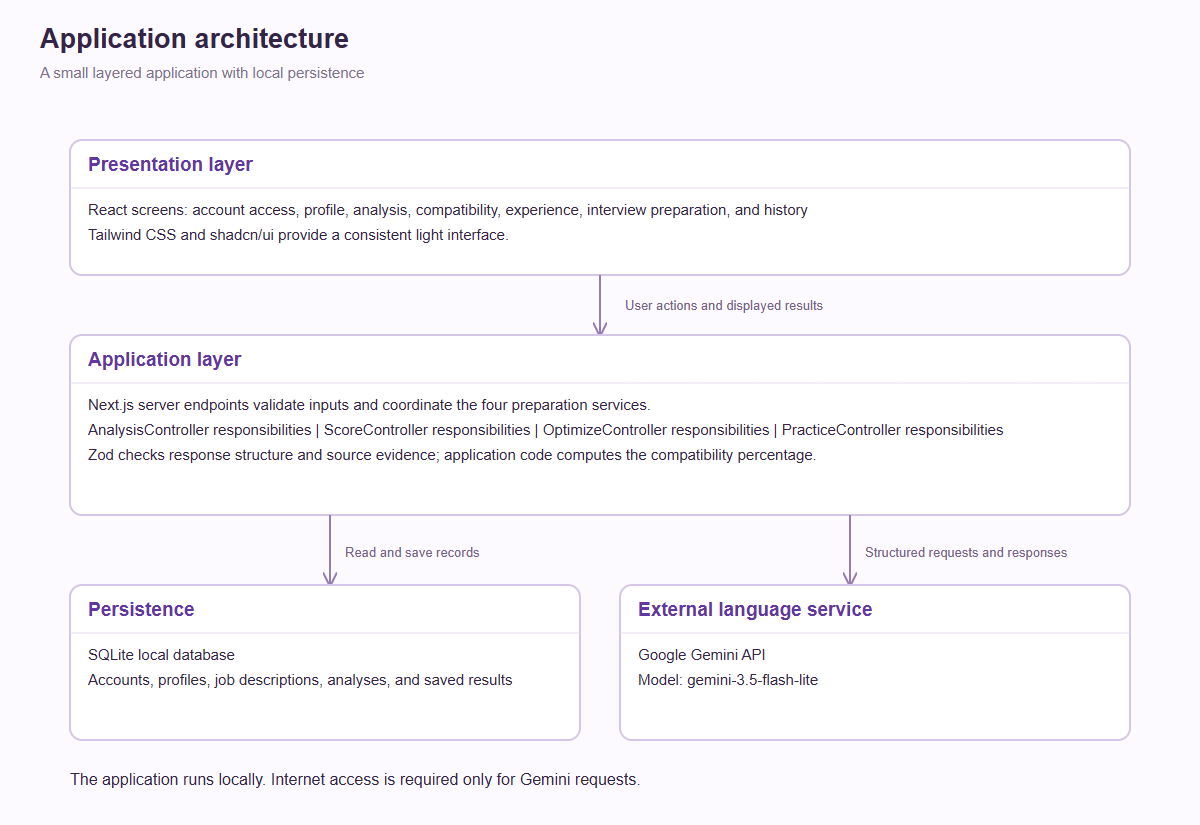 Application architecture
A small layered application with local persistence
Presentation layer
React screens: account access, profile, analysis, compatibility, experience, interview preparation, and history
Tailwind CSS and shadcn/ui provide a consistent light interface.
User actions and displayed results
Application layer
Next.js server endpoints validate inputs and coordinate the four preparation services.
AnalysisController responsibilities | ScoreController responsibilities | OptimizeController responsibilities | PracticeController responsibilities
Zod checks response structure and source evidence; application code computes the compatibility percentage.
Read and save records
Structured requests and responses
Persistence
SQLite local database
Accounts, profiles, job descriptions, analyses, and saved results
External language service
Google Gemini API
Model: gemini-3.5-flash-lite
The application runs locally. Internet access is required only for Gemini requests.